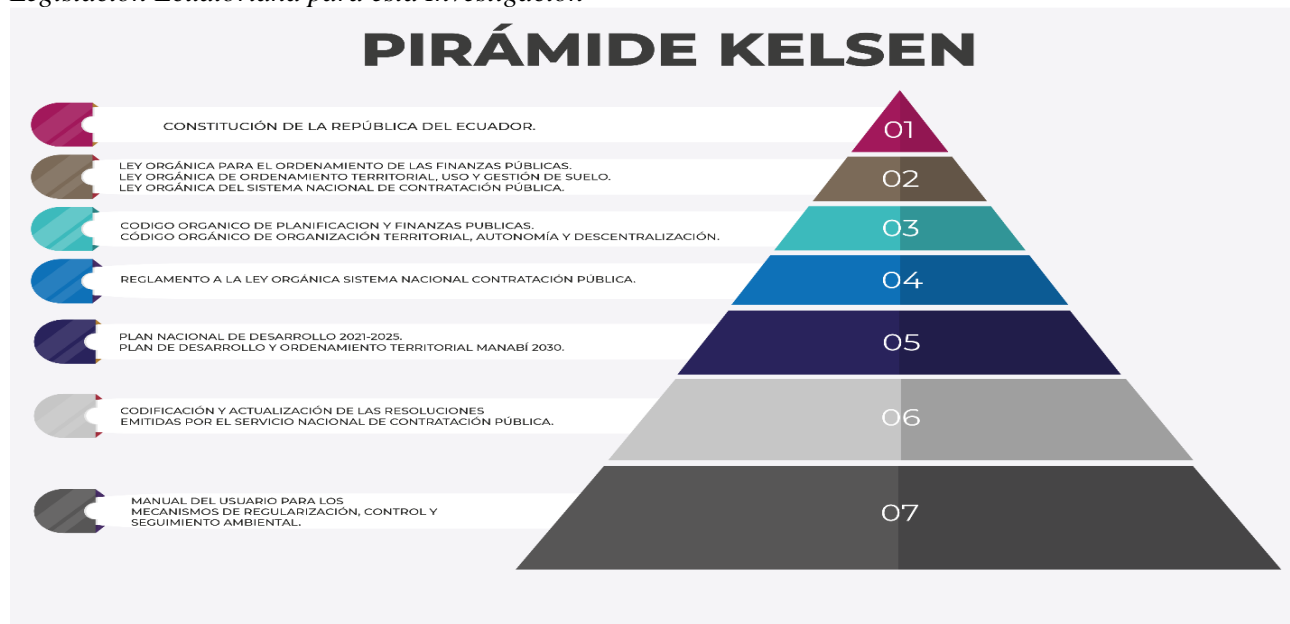 Legislación Ecuatoriana para esta Investigación
PIRÁMIDE KELSEN
CONSTITUCIÓN DE LA REPÚBLICA DEL ECUADOR.
01
LEY ORGÁNICA PARA EL ORDENAMIENTO DE LAS FINANZAS PÚBLICAS.
LEY ORGÁNICA DE ORDENAMIENTO TERRITORIAL, USO Y GESTIÓN DE SUELO.
LEY ORGÁNICA DEL SISTEMA NACIONAL DE CONTRATACIÓN PÚBLICA.
02
CODIGO ORGANICO DE PLANIFICACION Y FINANZAS PUBLICAS.
CÓDIGO ORGÁNICO DE ORGANIZACIÓN TERRITORIAL, AUTONOMÍA Y DESCENTRALIZACIÓN.
03
REGLAMENTO A LA LEY ORGÁNICA SISTEMA NACIONAL CONTRATACIÓN PÚBLICA.
04
PLAN NACIONAL DE DESARROLLO 2021-2025.
PLAN DE DESARROLLO Y ORDENAMIENTO TERRITORIAL MANABÍ 2030.
05
CODIFICACIÓN Y ACTUALIZACIÓN DE LAS RESOLUCIONES
EMITIDAS POR EL SERVICIO NACIONAL DE CONTRATACIÓN PÚBLICA.
06
MANUAL DEL USUARIO PARA LOS
MECANISMOS DE REGULARIZACIÓN, CONTROL Y
SEGUIMIENTO AMBIENTAL.
07